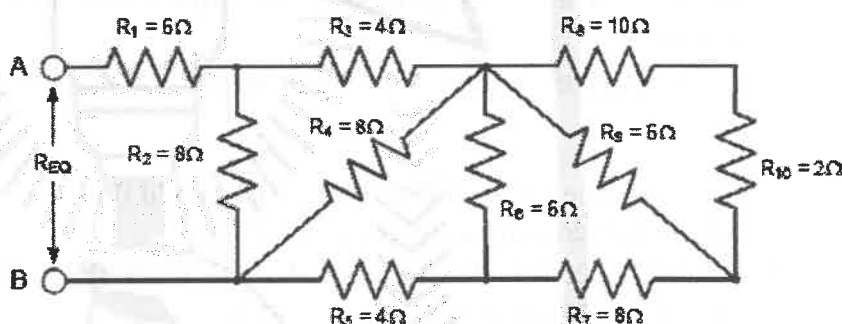 R1 = 6Ω
R3 = 4Ω
R8 = 10Ω
A
R4 = 8Ω
R9 = 6Ω
R2 = 8Ω
REQ
R10 = 2Ω
R6 = 6Ω
B
R5 = 4Ω
R7 = 8Ω